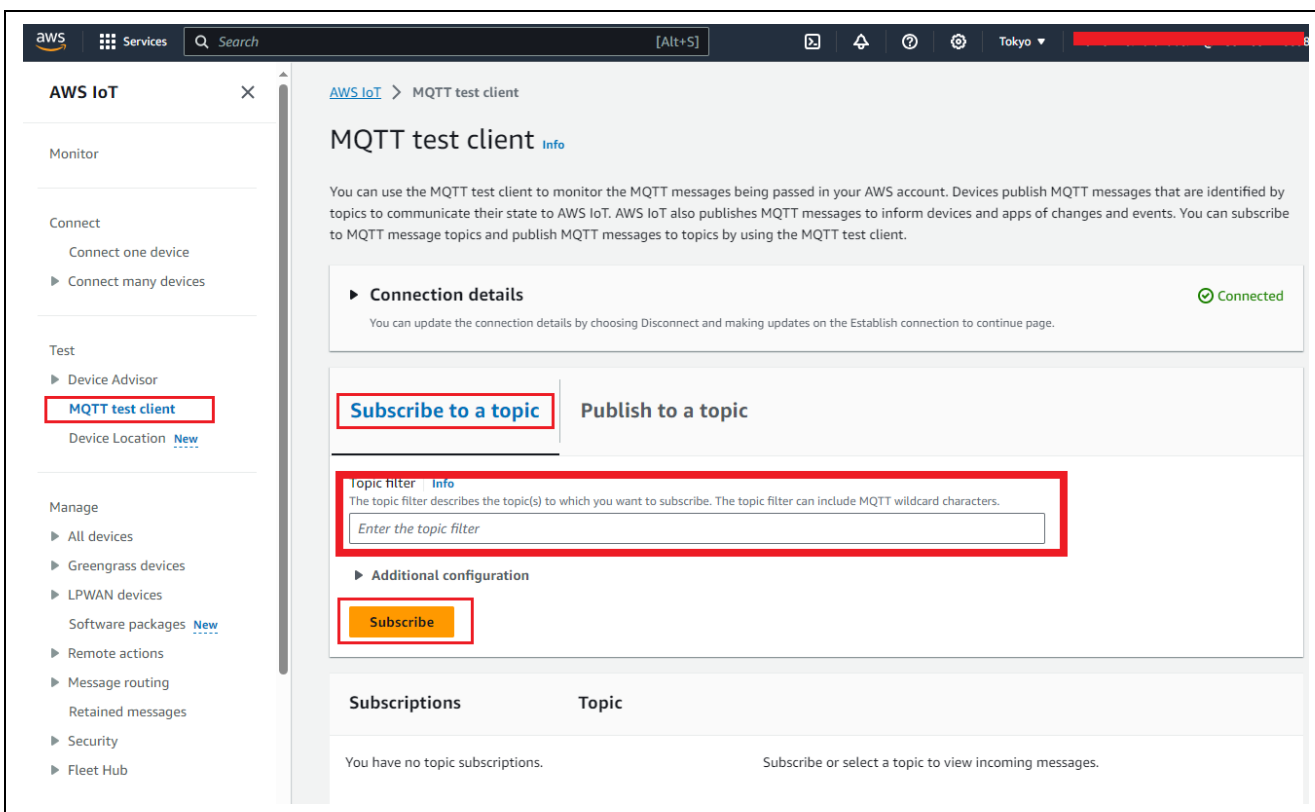 aws
Services
Search
[Alt+S]
Tokyo
8
AWS IoT
Monitor
Connect
Connect one device
Connect many devices
Test
Device Advisor
MQTT test client
Device Location New
Manage
All devices
Greengrass devices
LPWAN devices
Software packages New
Remote actions
Message routing
Retained messages
Security
Fleet Hub
AWS IoT > MQTT test client
MQTT test client Info
You can use the MQTT test client to monitor the MQTT messages being passed in your AWS account. Devices publish MQTT messages that are identified by
topics to communicate their state to AWS IoT. AWS IoT also publishes MQTT messages to inform devices and apps of changes and events. You can subscribe
to MQTT message topics and publish MQTT messages to topics by using the MQTT test client.
Connection details
Connected
You can update the connection details by choosing Disconnect and making updates on the Establish connection to continue page.
Subscribe to a topic
Publish to a topic
Topic filter Info
The topic filter describes the topic(s) to which you want to subscribe. The topic filter can include MQTT wildcard characters.
Enter the topic filter
Additional configuration
Subscribe
Subscriptions
Topic
You have no topic subscriptions.
Subscribe or select a topic to view incoming messages.